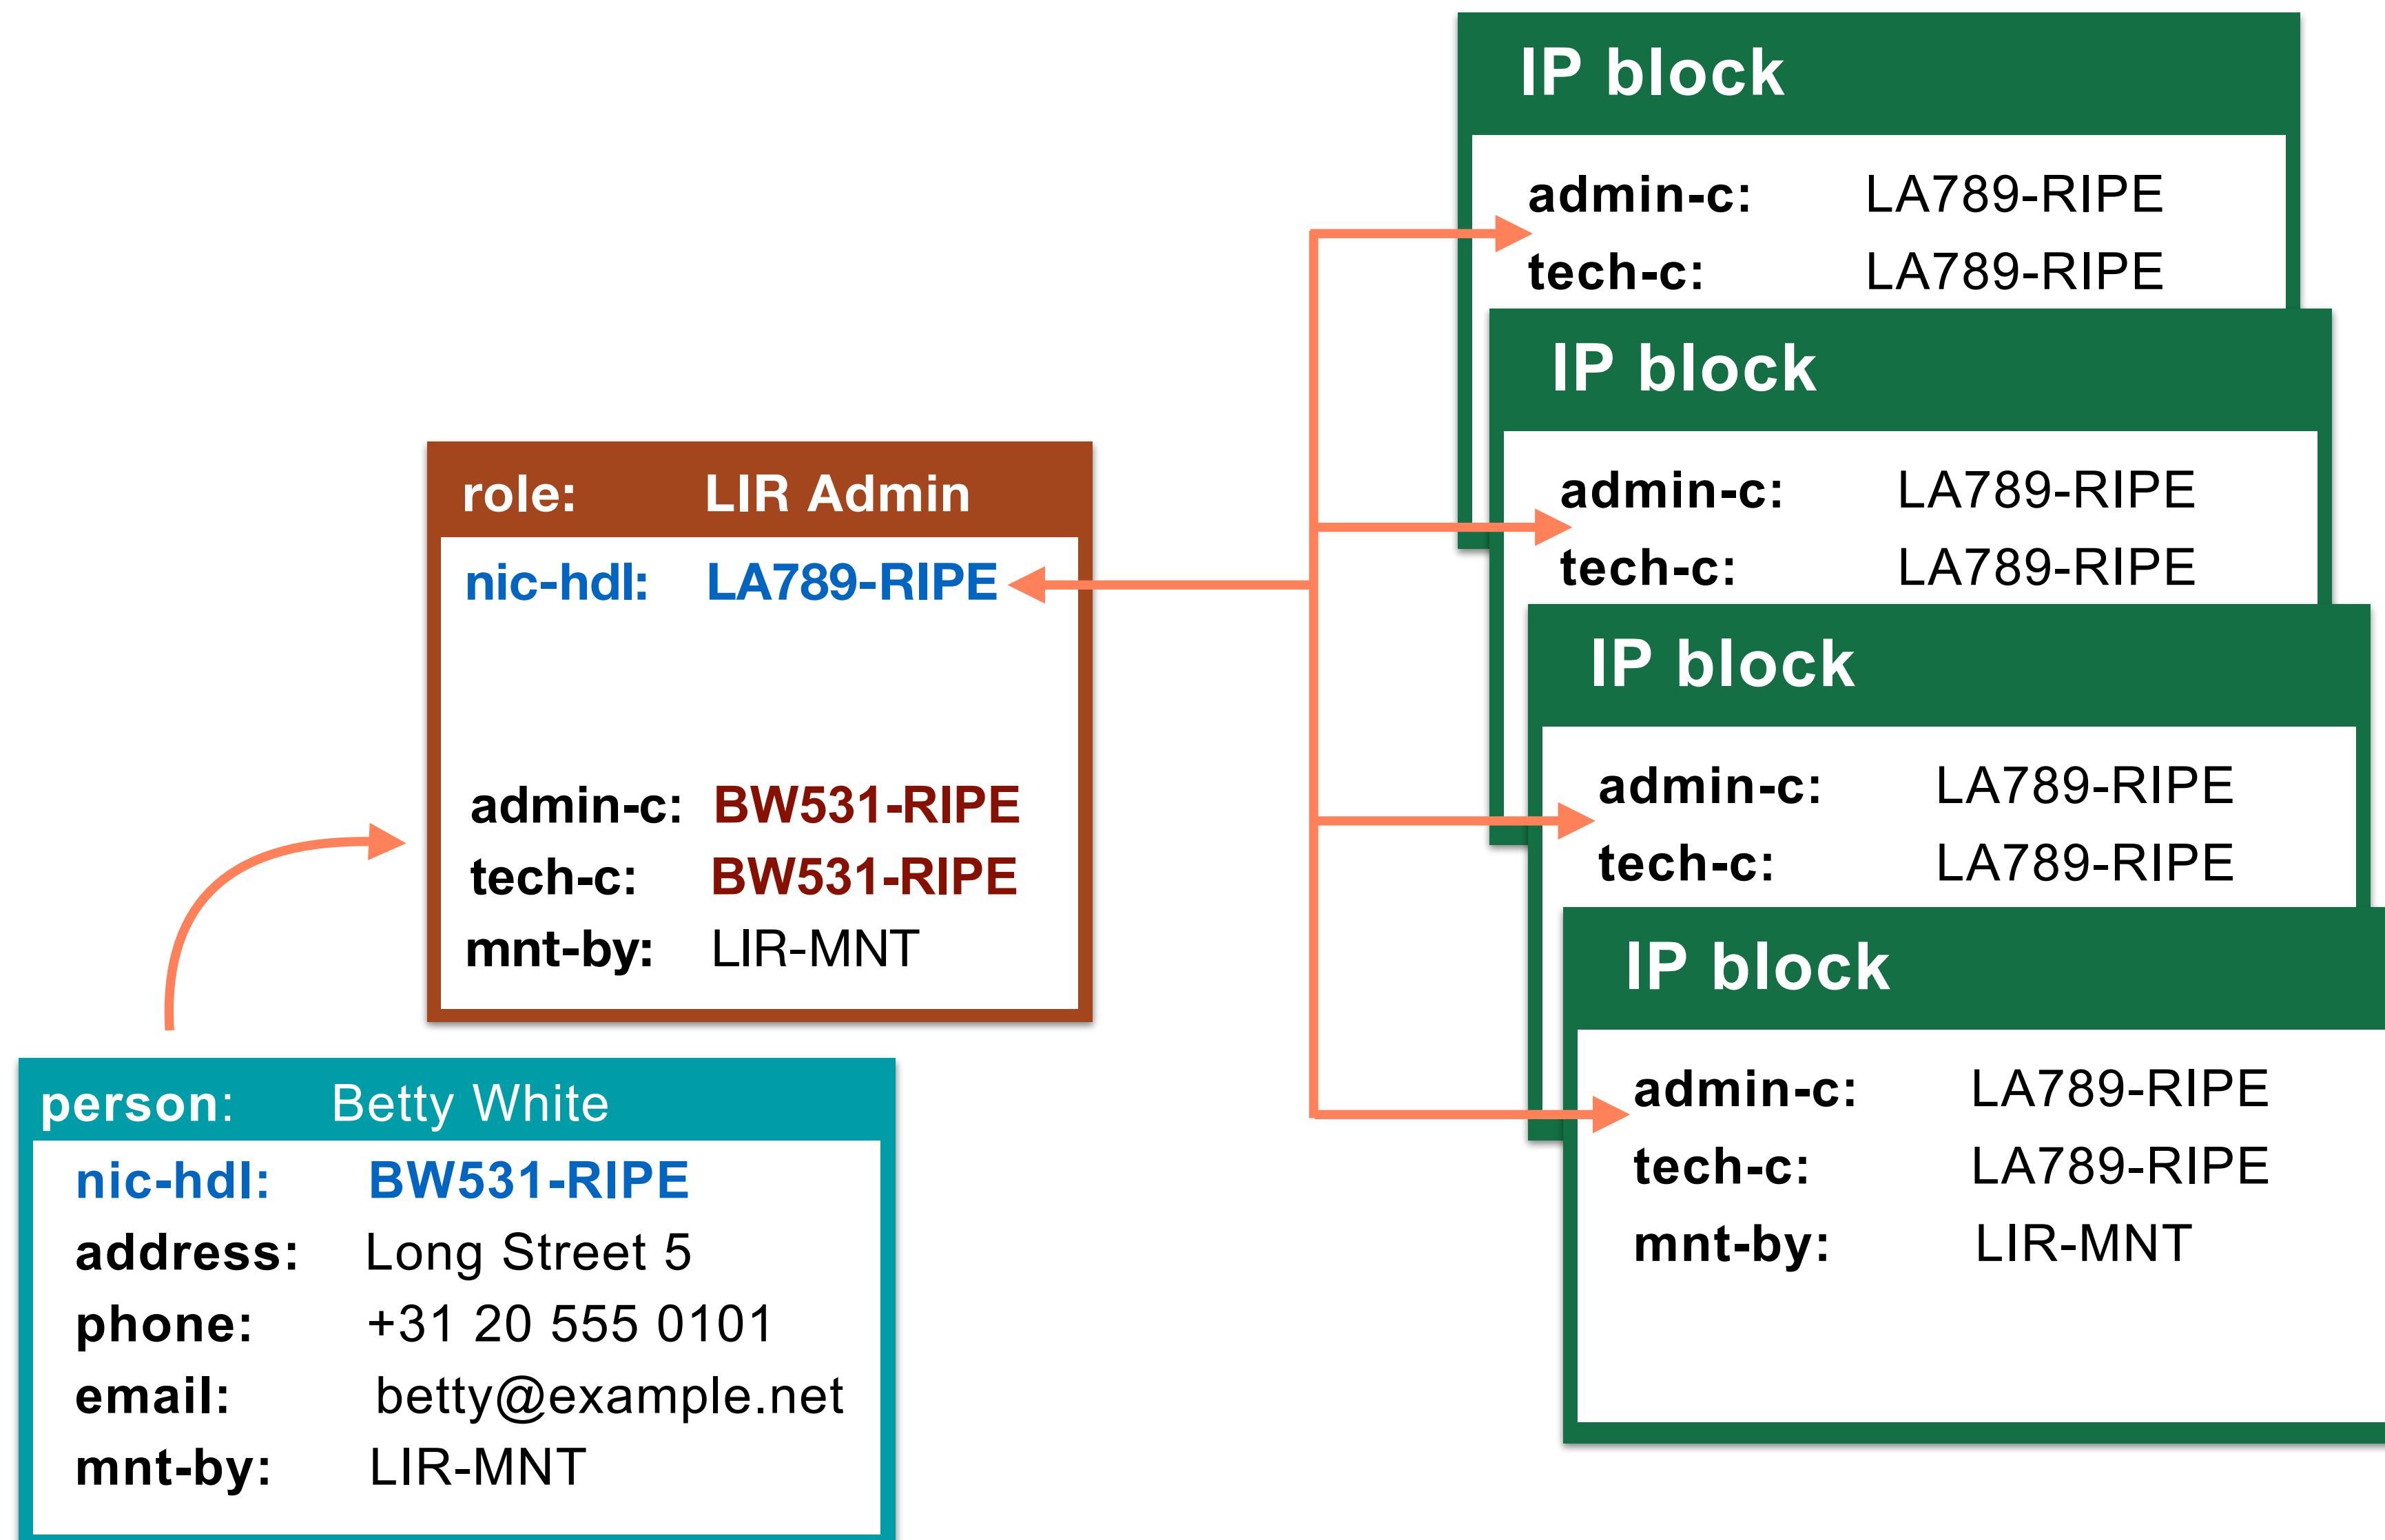 IP block
admin-c: LA789-RIPE
tech-c: LA789-RIPE
IP block
admin-c: LA789-RIPE
tech-c: LA789-RIPE
IP block
admin-c: LA789-RIPE
tech-c: LA789-RIPE
IP block
admin-c: LA789-RIPE
tech-c: LA789-RIPE
mnt-by: LIR-MNT
role: LIR Admin
nic-hdl: LA789-RIPE
admin-c: BW531-RIPE
tech-c: BW531-RIPE
mnt-by: LIR-MNT
person: Betty White
nic-hdl: BW531-RIPE
address: Long Street 5
phone: +31 20 555 0101
email: betty@example.net
mnt-by: LIR-MNT